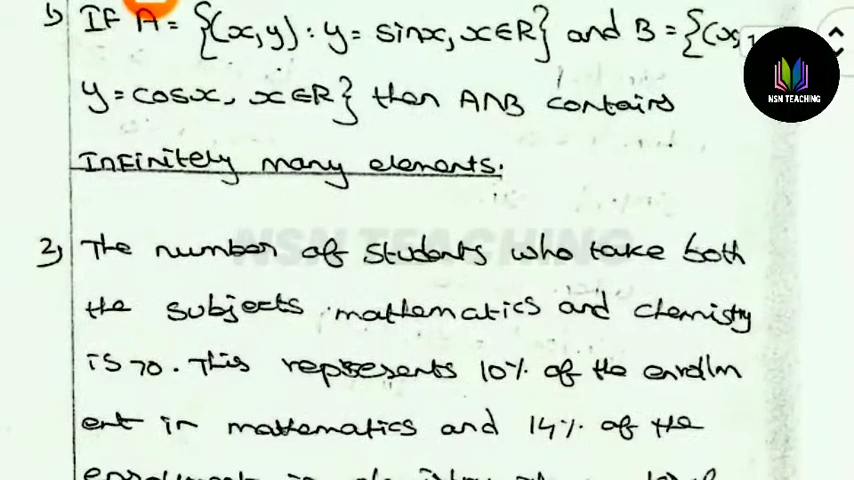 1) If A = {(x,y) : y = sinx, x∈R} and B = {(x,
y = cosx, x∈R} then A∩B contains
Infinitely many elements.
2) The number of students who take both
the subjects mathematics and chemistry
is 70. This represents 10% of the enrollm
ent in mathematics and 14% of the
NSN TEACHING
NSN TEACHING